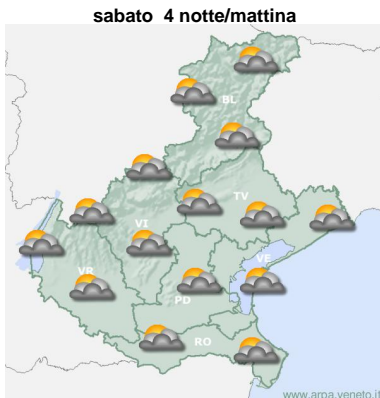 sabato 4 notte/mattina
BL
TV
VI
VE
VR
PD
RO
www.arpa.veneto.it